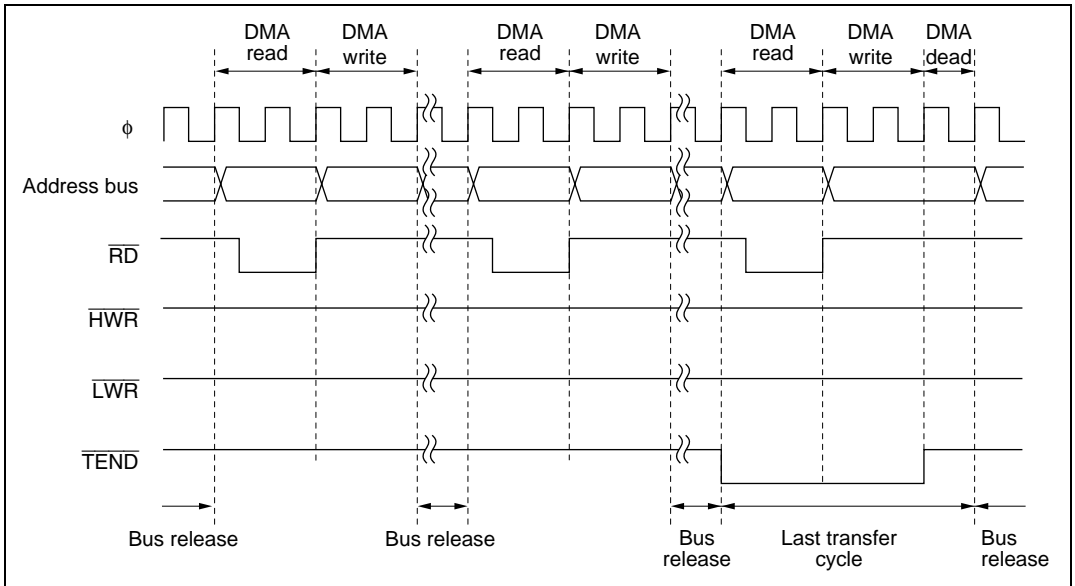 DMA read
DMA write
DMA read
DMA write
DMA read
DMA write
DMA dead
φ
Address bus
RD
HWR
LWR
TEND
Bus release
Bus release
Bus release
Last transfer cycle
Bus release